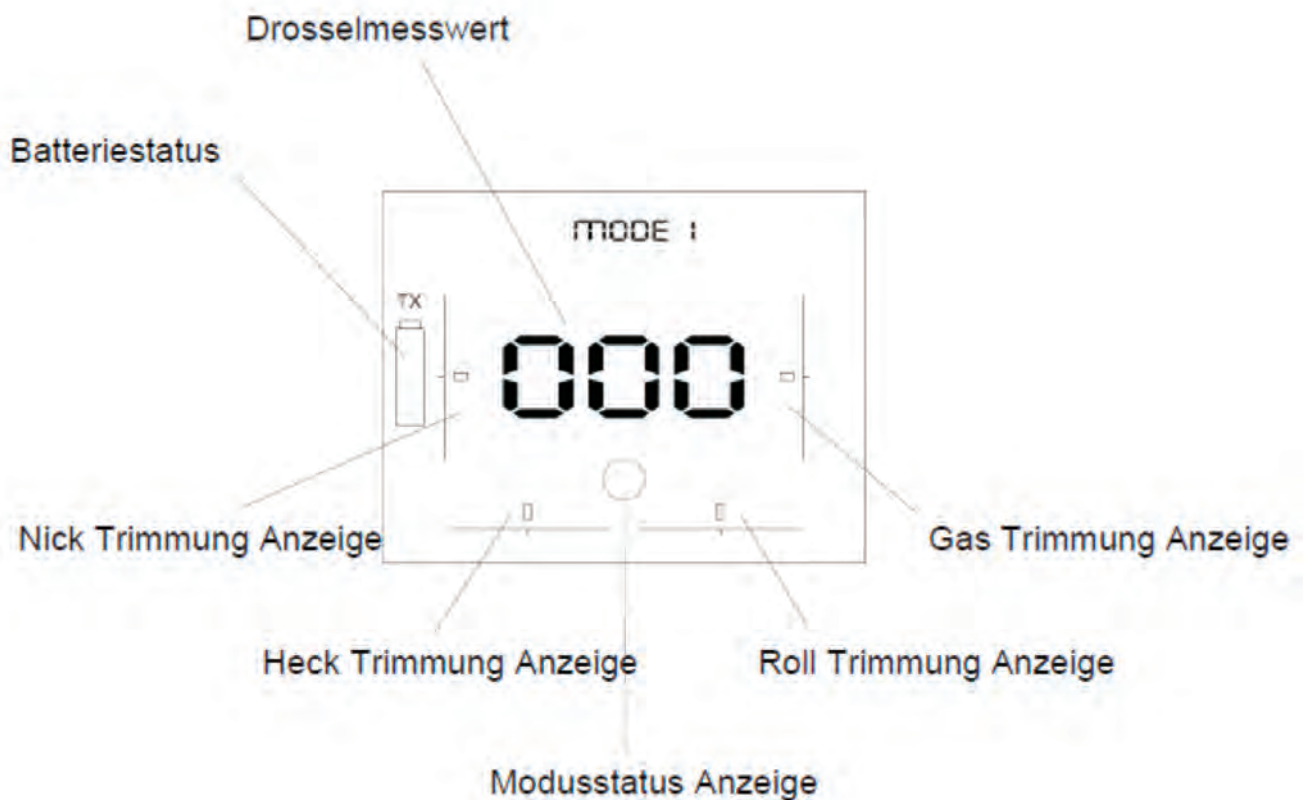 Drosselmesswert
Batteriestatus
MODE 1
TX
000
Nick Trimmung Anzeige
Gas Trimmung Anzeige
Heck Trimmung Anzeige
Roll Trimmung Anzeige
Modusstatus Anzeige